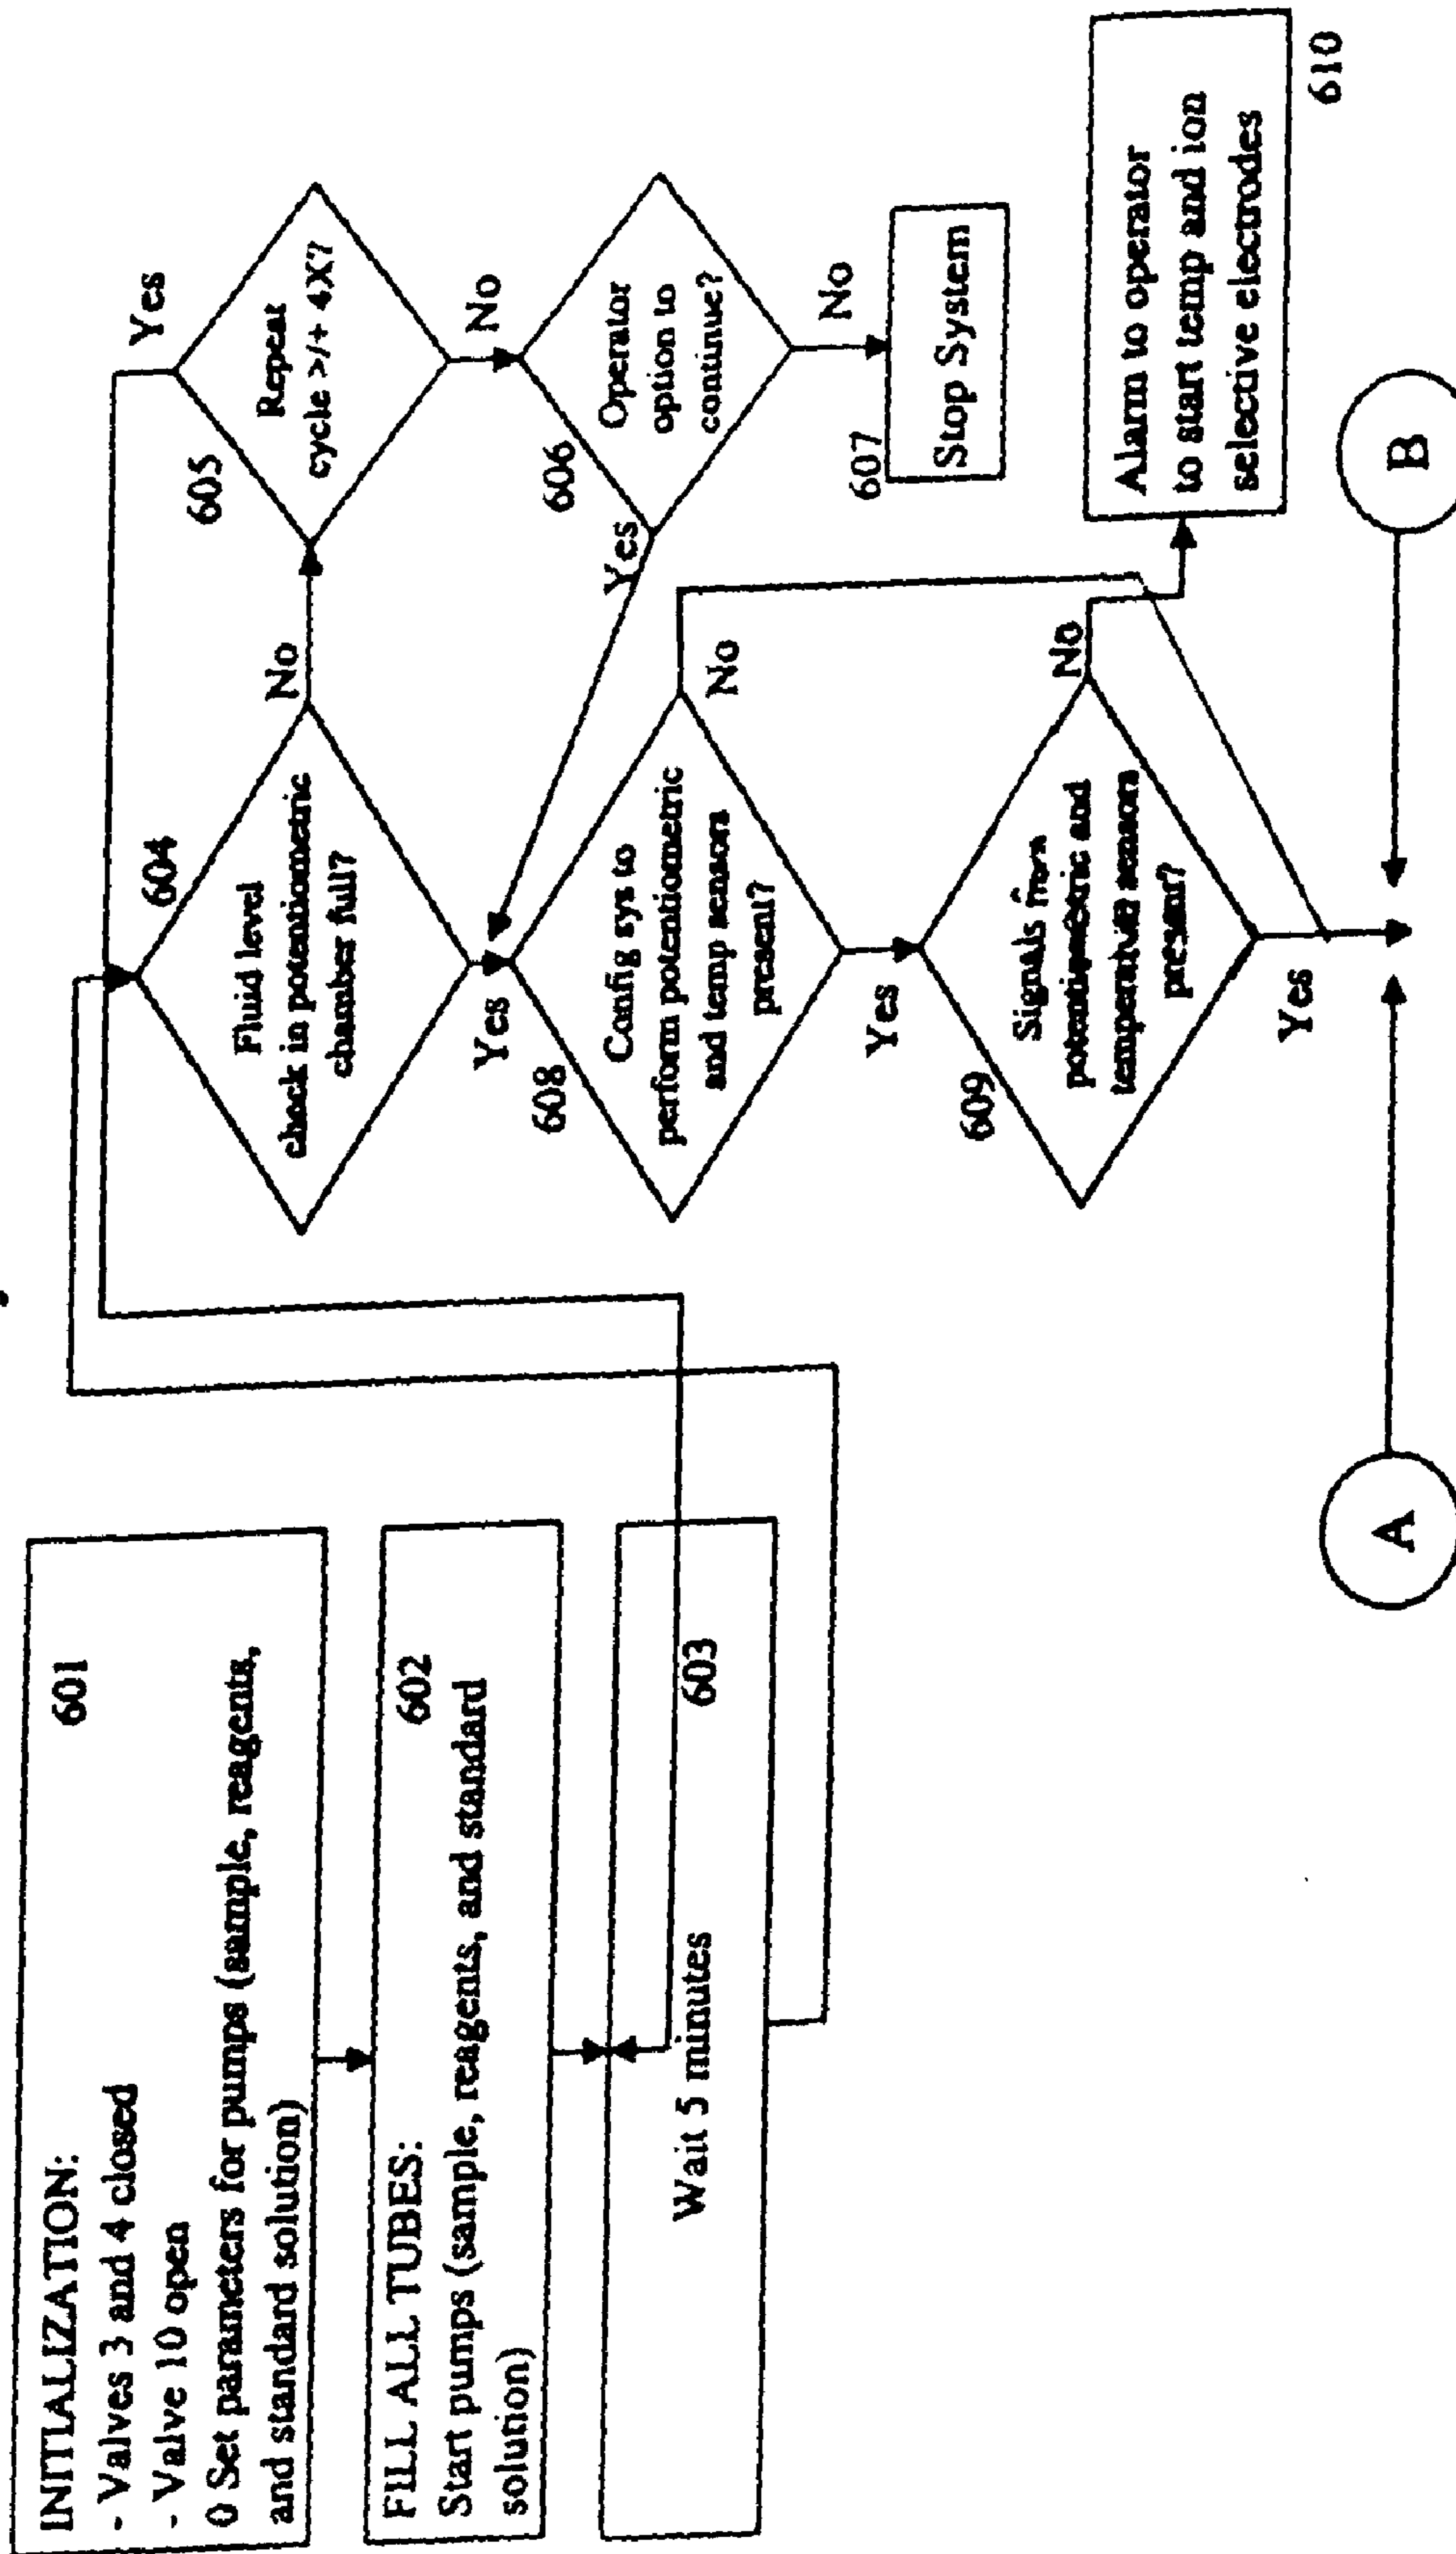 INITIALIZATION:
601
- Valves 3 and 4 closed
- Valve 10 open
0 Set parameters for pumps (sample, reagents,
and standard solution)
FILL ALL TUBES:
602
Start pumps (sample, reagents, and standard
solution)
Wait 5 minutes
603
604
Fluid level
check in potentiometric
chamber full?
No
Yes
605
Repeat
cycle >/+ 4X?
Yes
No
606
Operator
option to
continue?
Yes
No
607
Stop System
608
Config sys to
perform potentiometric
and temp sensors
present?
No
Yes
609
Signals from
potentiometric and
temperature sensors
present?
No
Yes
Alarm to operator
to start temp and ion
selective electrodes
610
A
B